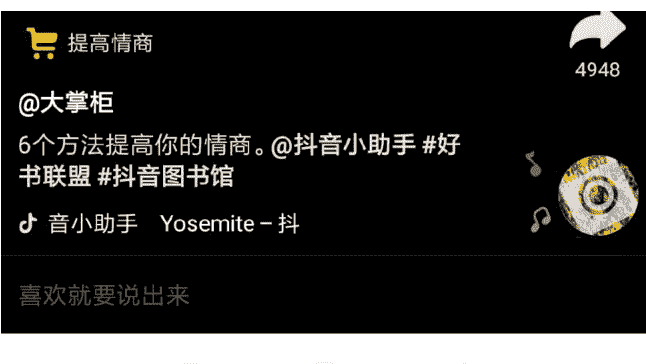 提高情商
4948
@大掌柜
6个方法提高你的情商。@抖音小助手 #好
书联盟 #抖音图书馆
音小助手 Yosemite – 抖
喜欢就要说出来